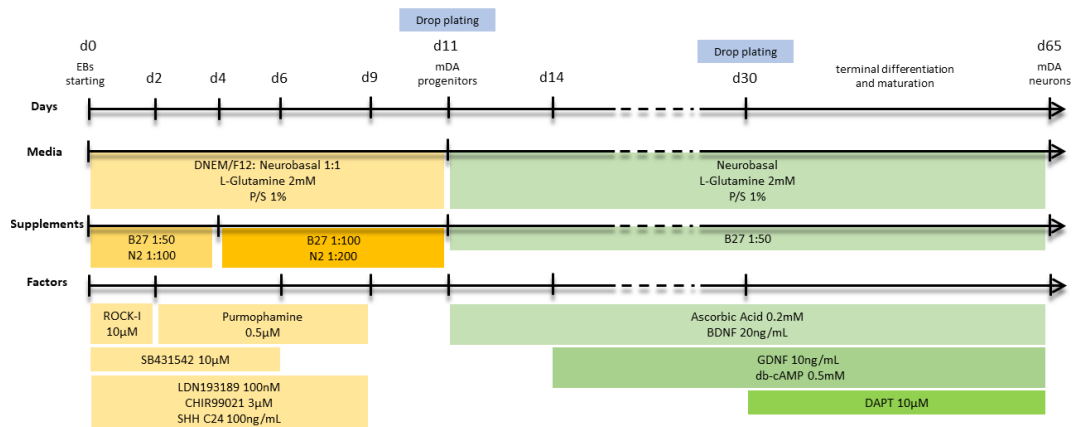 Drop plating
d0
d11
d65
Drop plating
EBs
starting
d2
d4
d6
d9
mDA
progenitors
d14
d30
terminal differentiation
and maturation
mDA
neurons
Days
Media
DNEM/F12: Neurobasal 1:1
L-Glutamine 2mM
P/S 1%
Neurobasal
L-Glutamine 2mM
P/S 1%
Supplements
B27 1:50
N2 1:100
B27 1:100
N2 1:200
B27 1:50
Factors
ROCK-I
10µM
Purmophamine
0.5µM
Ascorbic Acid 0.2mM
BDNF 20ng/mL
SB431542 10µM
GDNF 10ng/mL
db-cAMP 0.5mM
LDN193189 100nM
CHIR99021 3µM
SHH C24 100ng/mL
DAPT 10µM